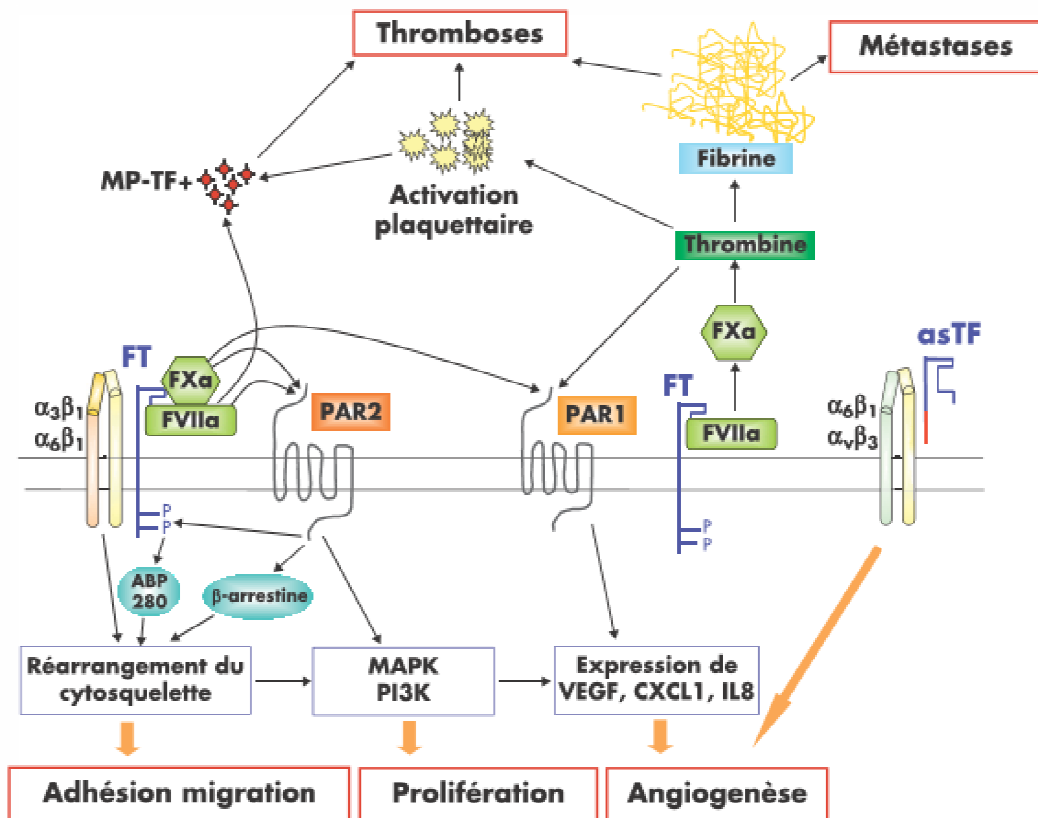 Thromboses
Métastases
Fibrine
MP-TF+
Activation
plaquettaire
Thrombine
FXa
asTF
FT
FXa
FVIIa
α3β1
α6β1
PAR2
PAR1
FT
FVIIa
α6β1
αvβ3
P
P
P
P
ABP
280
β-arrestine
Réarrangement du
cytosquelette
MAPK
PI3K
Expression de
VEGF, CXCL1, IL8
Adhésion migration
Prolifération
Angiogenèse